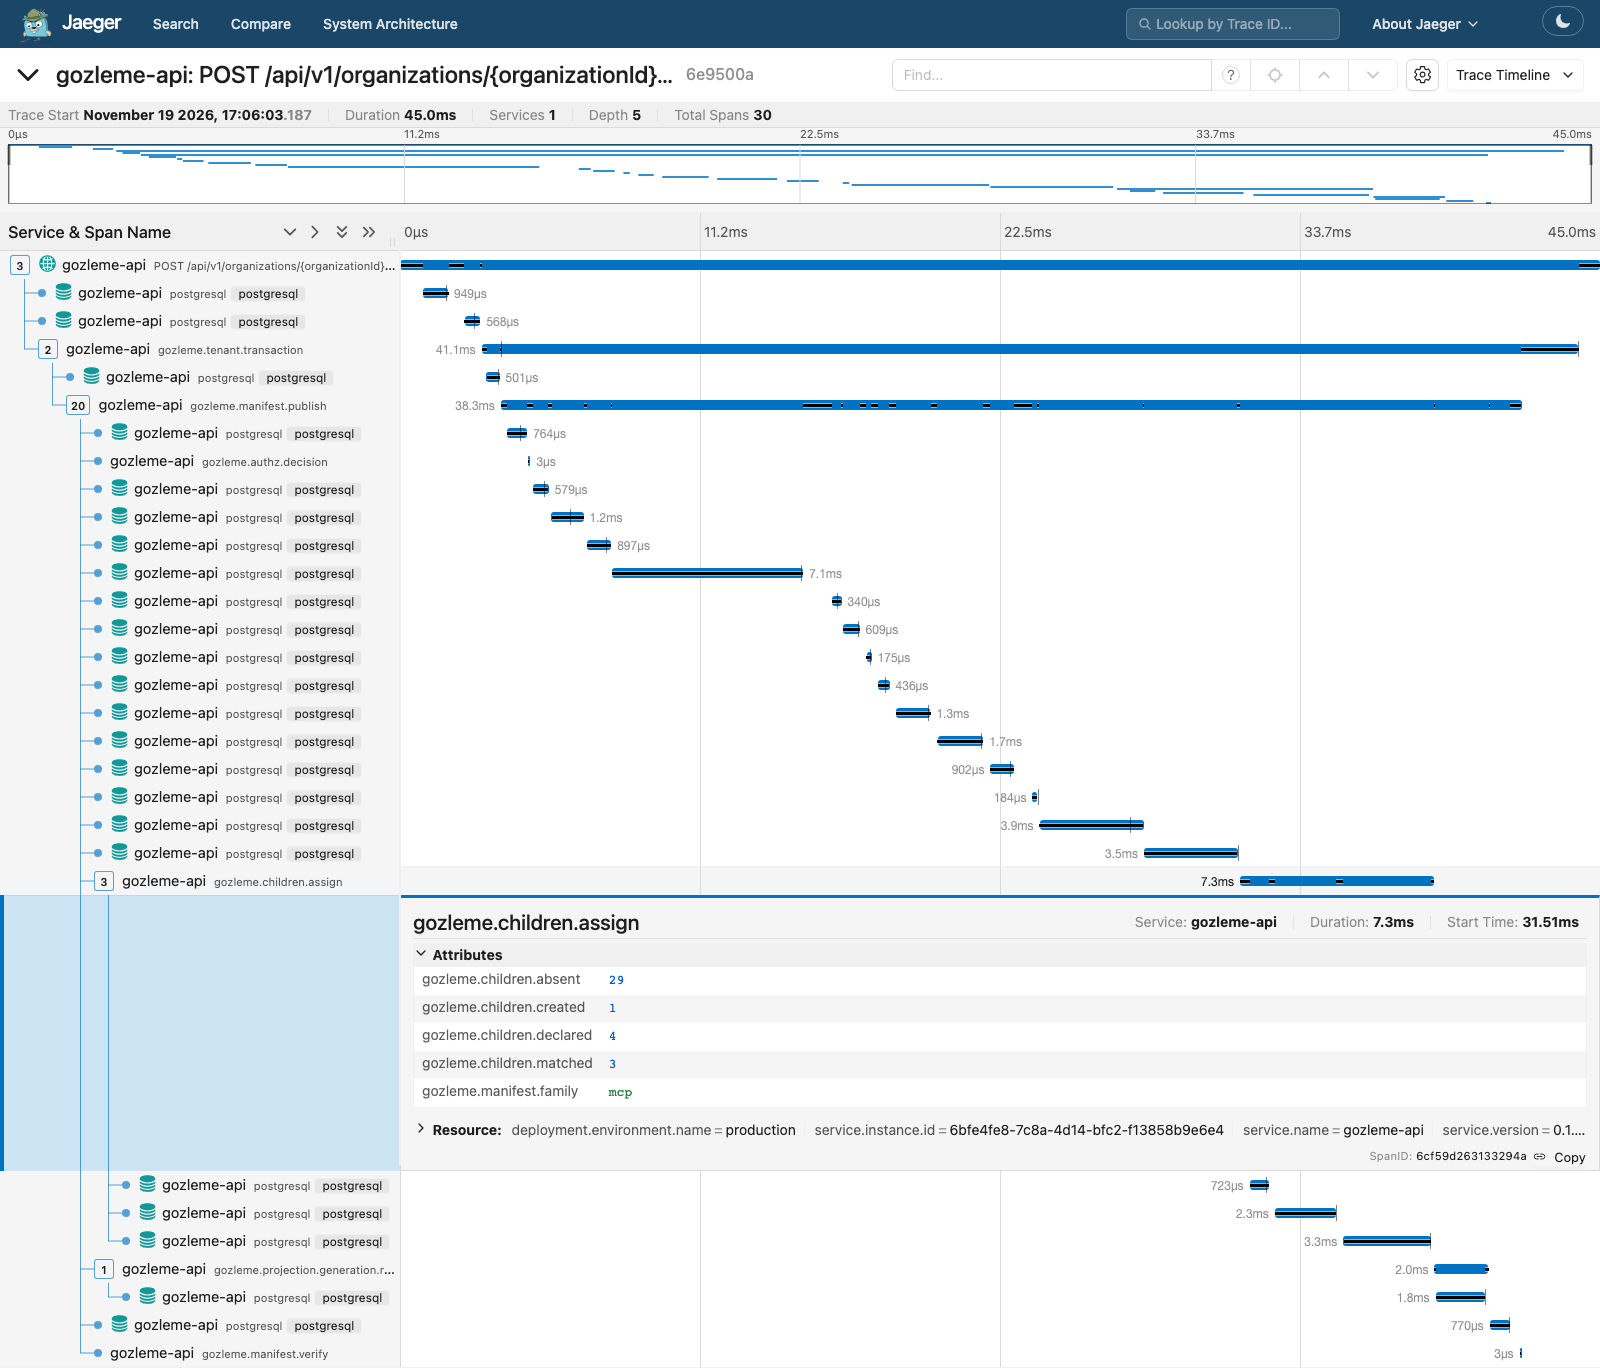 Jaeger Search Compare System Architecture Lookup by Trace ID... About Jaeger
gozleme-api: POST /api/v1/organizations/{organizationId}... 6e9500a Find... ? Trace Timeline
Trace Start November 19 2026, 17:06:03.187 Duration 45.0ms Services 1 Depth 5 Total Spans 30
0µs 11.2ms 22.5ms 33.7ms 45.0ms
Service & Span Name 0µs 11.2ms 22.5ms 33.7ms 45.0ms
3 gozleme-api POST /api/v1/organizations/{organizationId}...
gozleme-api postgresql postgresql 949µs
gozleme-api postgresql postgresql 568µs
2 gozleme-api gozleme.tenant.transaction 41.1ms
gozleme-api postgresql postgresql 501µs
20 gozleme-api gozleme.manifest.publish 38.3ms
gozleme-api postgresql postgresql 764µs
gozleme-api gozleme.authz.decision 3µs
gozleme-api postgresql postgresql 579µs
gozleme-api postgresql postgresql 1.2ms
gozleme-api postgresql postgresql 897µs
gozleme-api postgresql postgresql 7.1ms
gozleme-api postgresql postgresql 340µs
gozleme-api postgresql postgresql 609µs
gozleme-api postgresql postgresql 175µs
gozleme-api postgresql postgresql 436µs
gozleme-api postgresql postgresql 1.3ms
gozleme-api postgresql postgresql 1.7ms
gozleme-api postgresql postgresql 902µs
gozleme-api postgresql postgresql 184µs
gozleme-api postgresql postgresql 3.9ms
gozleme-api postgresql postgresql 3.5ms
3 gozleme-api gozleme.children.assign 7.3ms
gozleme.children.assign Service: gozleme-api Duration: 7.3ms Start Time: 31.51ms
Attributes
gozleme.children.absent 29
gozleme.children.created 1
gozleme.children.declared 4
gozleme.children.matched 3
gozleme.manifest.family mcp
Resource: deployment.environment.name = production service.instance.id = 6bfe4fe8-7c8a-4d14-bfc2-f13858b9e6e4 service.name = gozleme-api service.version = 0.1....
SpanID: 6cf59d263133294a Copy
gozleme-api postgresql postgresql 723µs
gozleme-api postgresql postgresql 2.3ms
gozleme-api postgresql postgresql 3.3ms
1 gozleme-api gozleme.projection.generation.r... 2.0ms
gozleme-api postgresql postgresql 1.8ms
gozleme-api postgresql postgresql 770µs
gozleme-api gozleme.manifest.verify 3µs